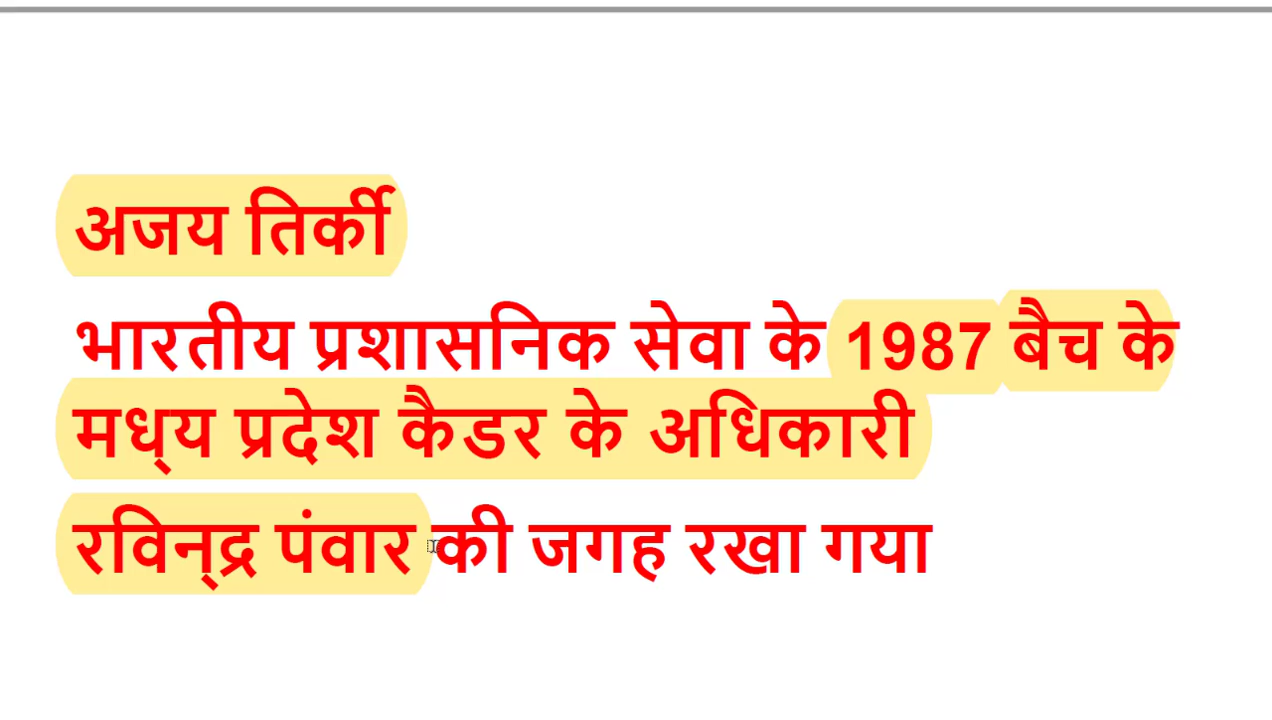 अजय तिर्की
भारतीय प्रशासनिक सेवा के 1987 बैच के
मध्‌य प्रदेश कैडर के अधिकारी
रविन्‌द्र पंवार की जगह रखा गया